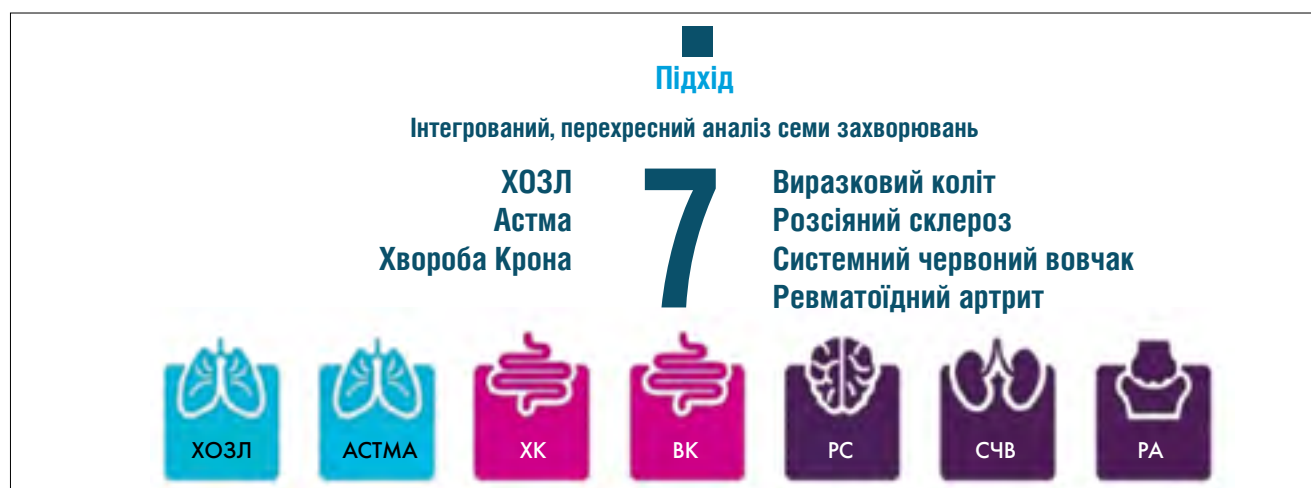 Підхід
Інтегрований, перехресний аналіз семи захворювань
ХОЗЛ
Астма
Хвороба Крона
7
Виразковий коліт
Розсіяний склероз
Системний червоний вовчак
Ревматоїдний артрит
ХОЗЛ
АСТМА
ХК
ВК
РС
СЧВ
РА